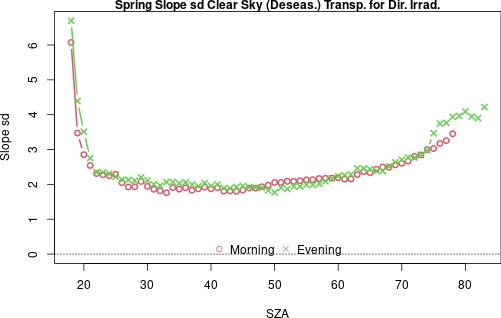 Spring Slope sd Clear Sky (Deseas.) Transp. for Dir. Irrad.
Slope sd
6
5
4
3
2
1
0
Morning Evening
20 30 40 50 60 70 80
SZA